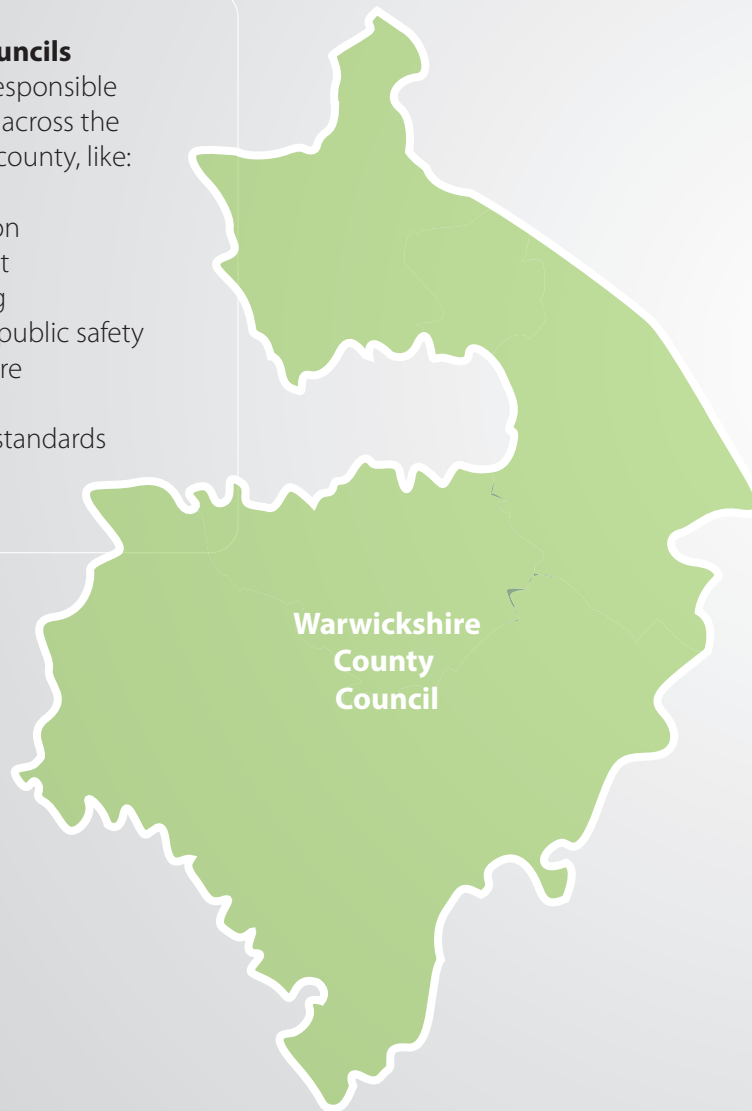 uncils
esponsible
across the
county, like:
on
t
g
public safety
re
standards
Warwickshire
County
Council